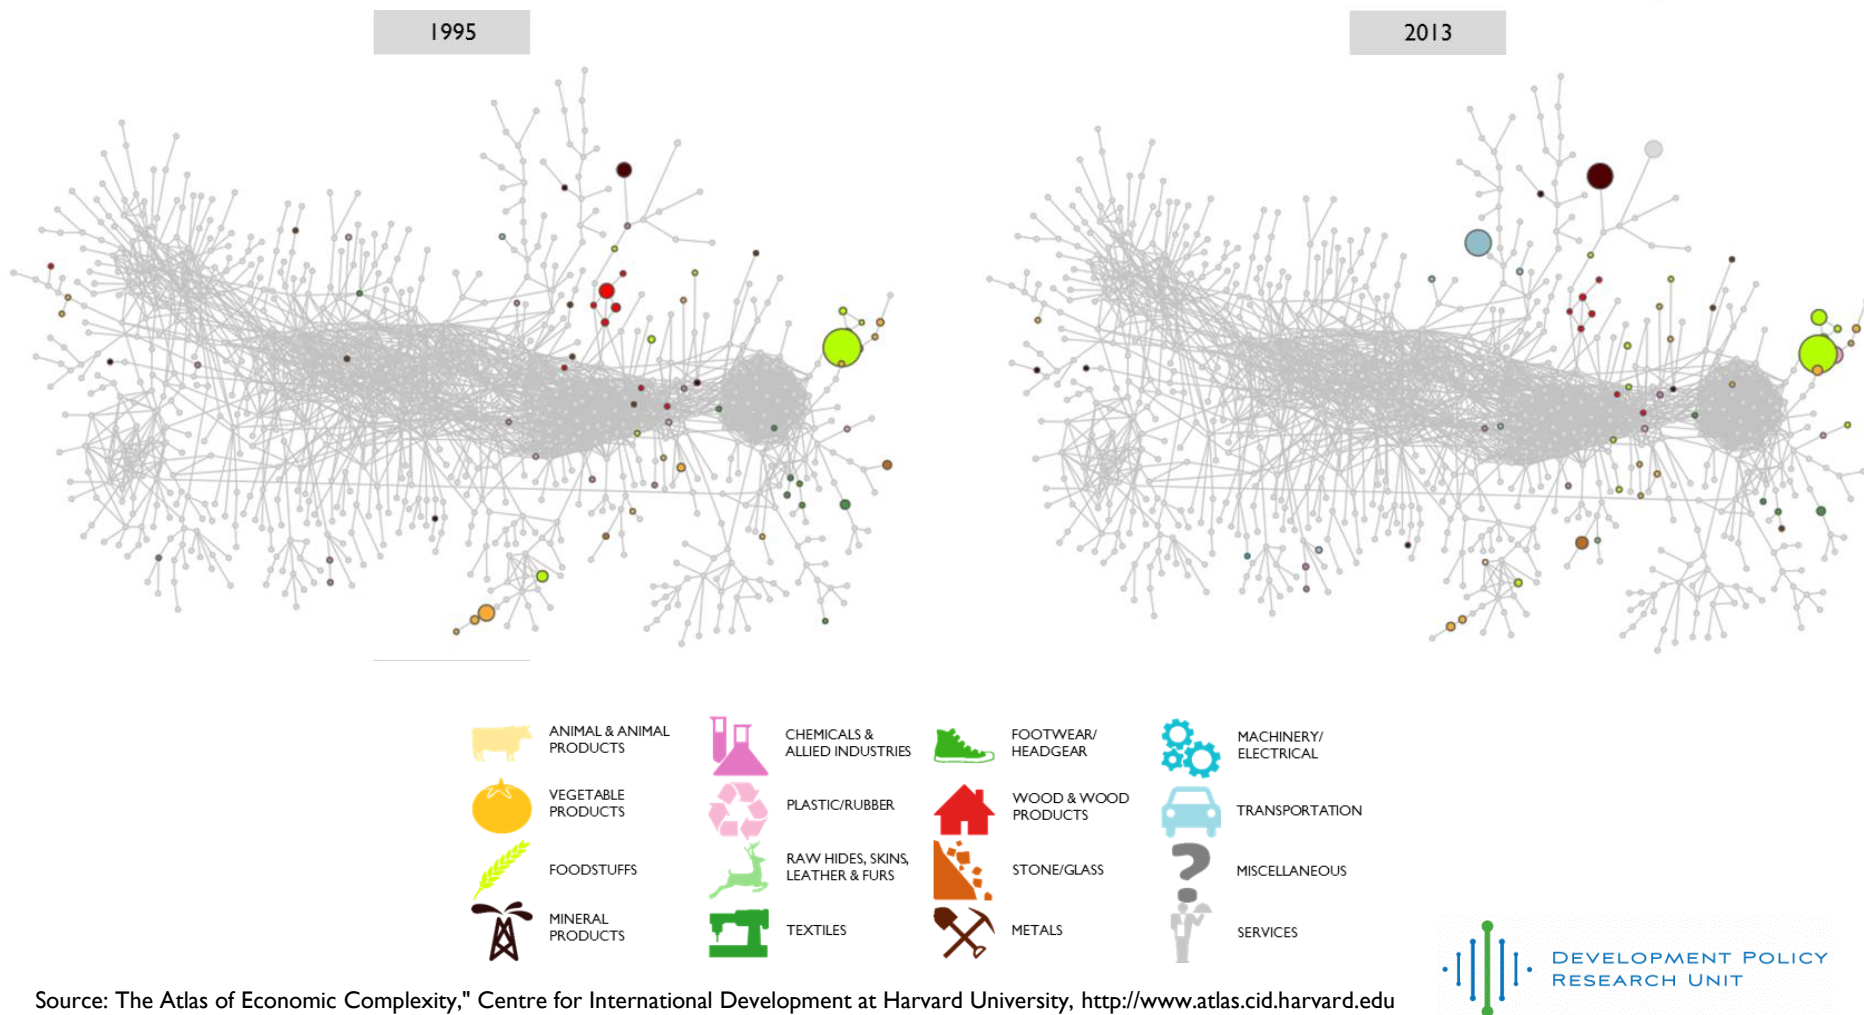 1995
2013
ANIMAL & ANIMAL
PRODUCTS
CHEMICALS &
ALLIED INDUSTRIES
FOOTWEAR/
HEADGEAR
MACHINERY/
ELECTRICAL
VEGETABLE
PRODUCTS
PLASTIC/RUBBER
WOOD & WOOD
PRODUCTS
TRANSPORTATION
FOODSTUFFS
RAW HIDES, SKINS,
LEATHER & FURS
STONE/GLASS
MISCELLANEOUS
MINERAL
PRODUCTS
TEXTILES
METALS
SERVICES
DEVELOPMENT POLICY
RESEARCH UNIT
Source: The Atlas of Economic Complexity," Centre for International Development at Harvard University, http://www.atlas.cid.harvard.edu